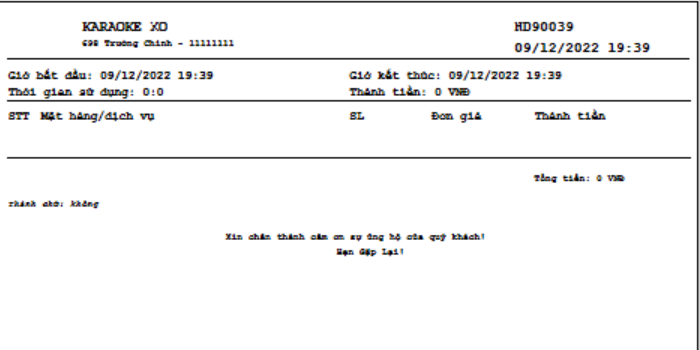 KARAOKE XO
HD90039
698 Trường Chinh - 11111111
09/12/2022 19:39
Giờ bắt đầu: 09/12/2022 19:39
Giờ kết thúc: 09/12/2022 19:39
Thời gian sử dụng: 0:0
Thành tiền: 0 VNĐ
STT Mặt hàng/dịch vụ SL Đơn giá Thành tiền
Tổng tiền: 0 VNĐ
chữ: không
Xin chân thành cảm ơn sự ủng hộ của quý khách!
Hẹn Gặp Lại!